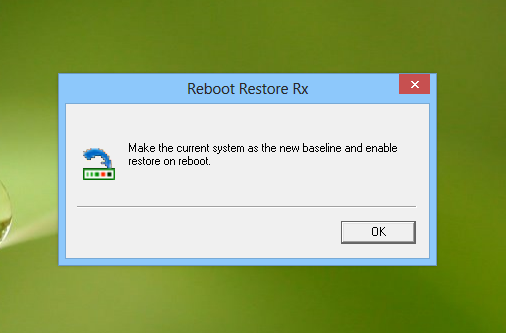 Reboot Restore Rx
Make the current system as the new baseline and enable
restore on reboot.
OK